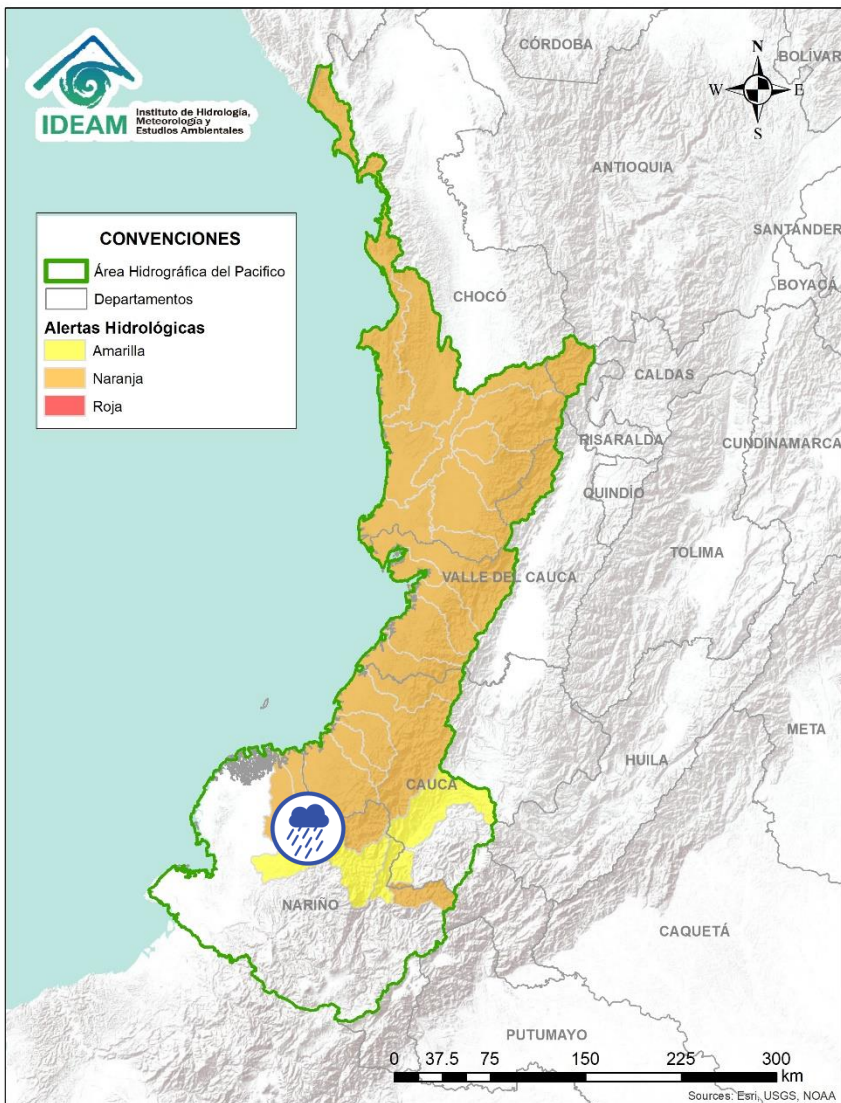 IDEAM
Instituto de Hidrología,
Meteorología y
Estudios Ambientales
N
W E
S
CÓRDOBA
BOLÍVAR
ANTIOQUIA
SANTANDER
BOYACÁ
CHOCÓ
CALDAS
RISARALDA
CUNDINAMARCA
QUINDÍO
TOLIMA
VALLE DEL CAUCA
META
HUILA
CAUCA
NARIÑO
CAQUETÁ
PUTUMAYO
CONVENCIONES
Área Hidrográfica del Pacifico
Departamentos
Alertas Hidrológicas
Amarilla
Naranja
Roja
0 37.5 75 150 225 300
km
Sources: Esri, USGS, NOAA